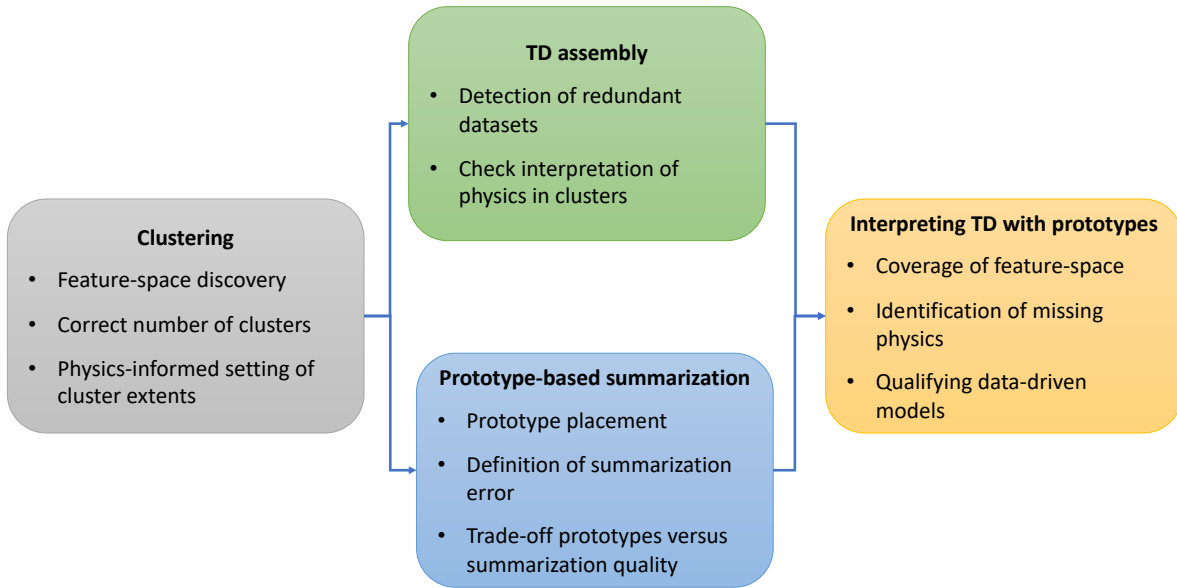 TD assembly
• Detection of redundant
datasets
• Check interpretation of
physics in clusters
Clustering
• Feature-space discovery
• Correct number of clusters
• Physics-informed setting of
cluster extents
Prototype-based summarization
• Prototype placement
• Definition of summarization
error
• Trade-off prototypes versus
summarization quality
Interpreting TD with prototypes
• Coverage of feature-space
• Identification of missing
physics
• Qualifying data-driven
models